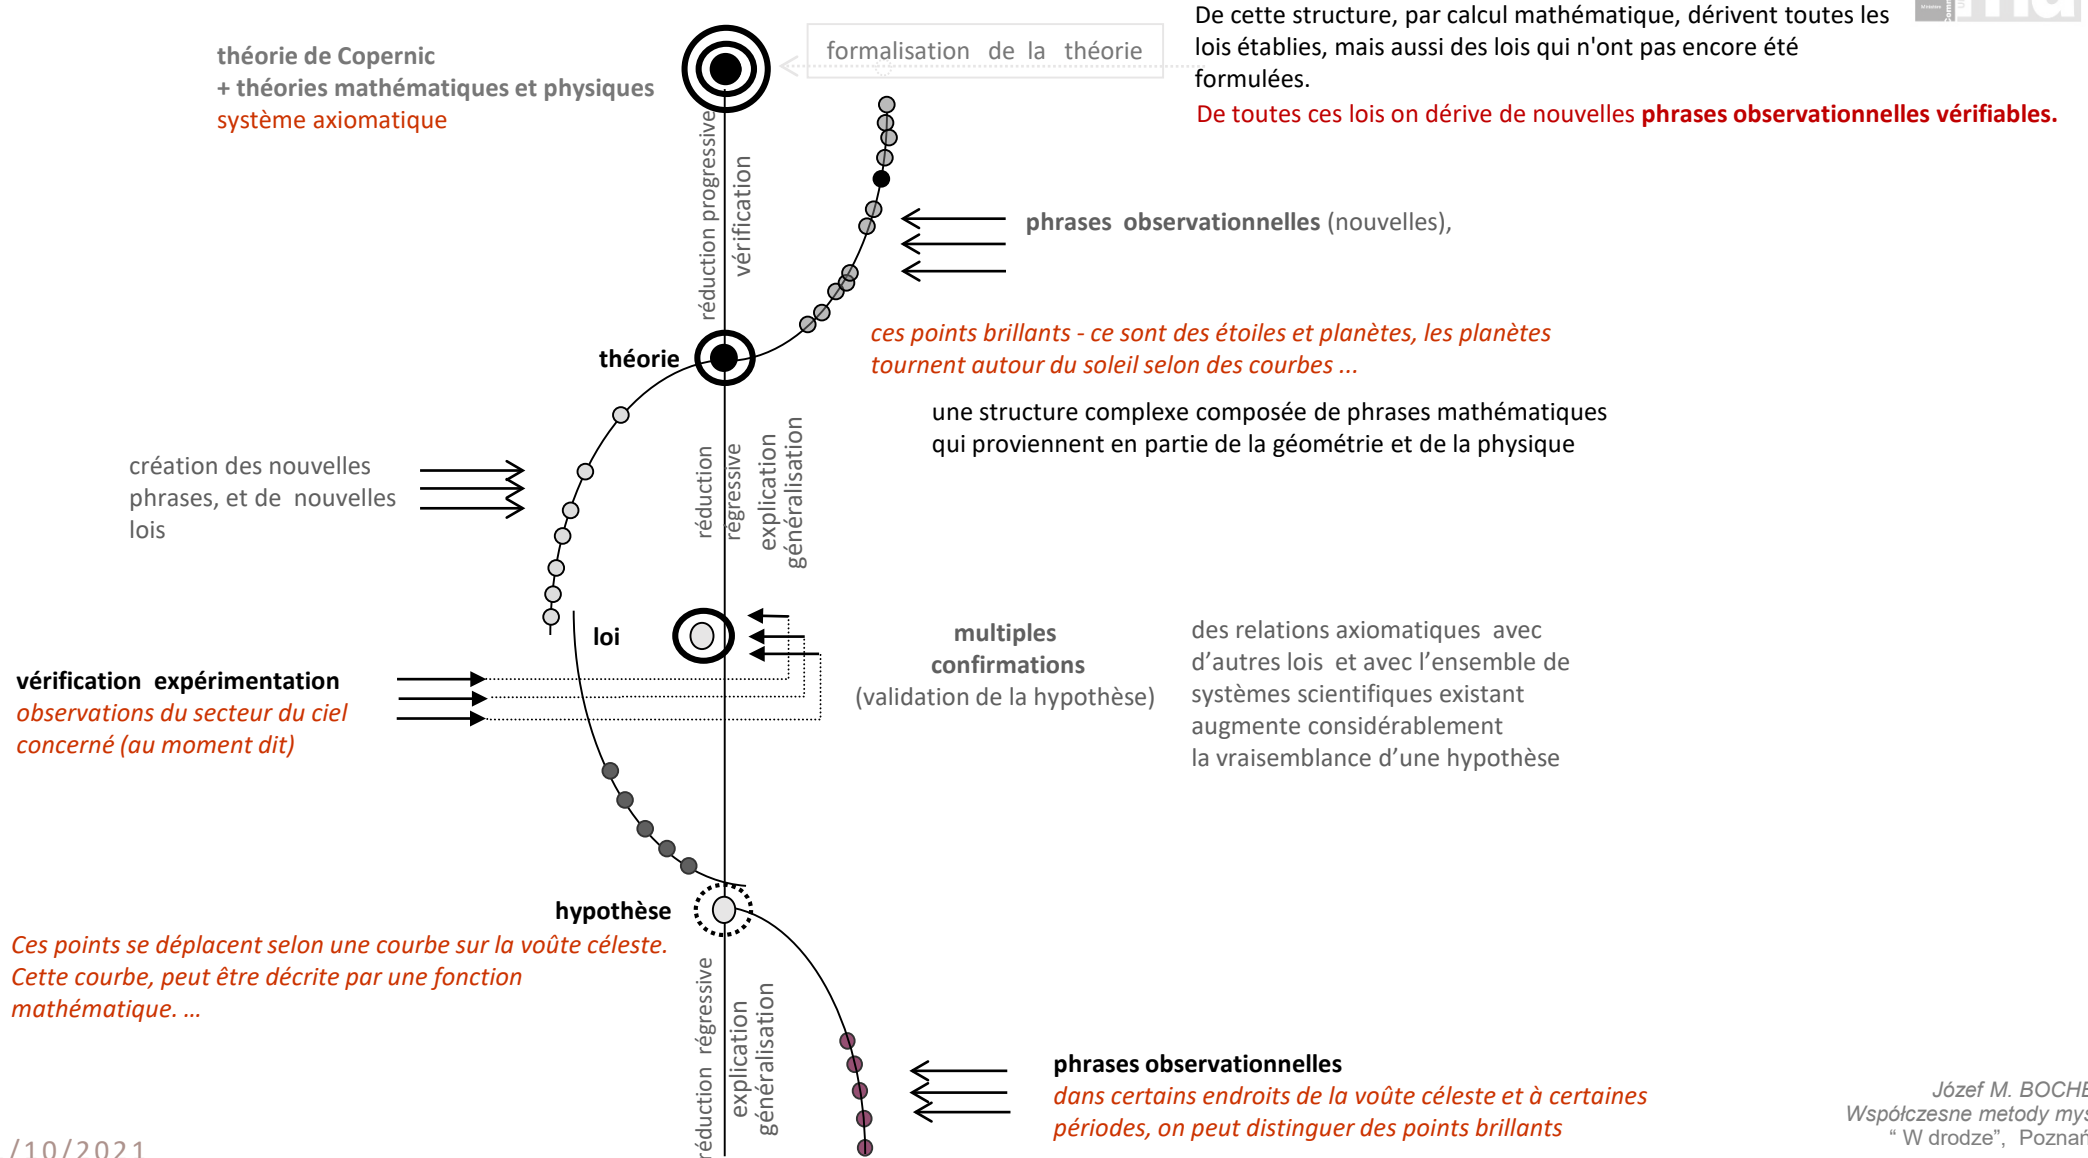 De cette structure, par calcul mathématique, dérivent toutes les
lois établies, mais aussi des lois qui n'ont pas encore été
formulées.
De toutes ces lois on dérive de nouvelles phrases observationnelles vérifiables.
théorie de Copernic
+ théories mathématiques et physiques
système axiomatique
formalisation de la théorie
réduction progressive
vérification
phrases observationnelles (nouvelles),
ces points brillants - ce sont des étoiles et planètes, les planètes
tournent autour du soleil selon des courbes ...
théorie
une structure complexe composée de phrases mathématiques
qui proviennent en partie de la géométrie et de la physique
création des nouvelles
phrases, et de nouvelles
lois
réduction
régressive
explication
généralisation
loi
multiples
confirmations
(validation de la hypothèse)
des relations axiomatiques avec
d'autres lois et avec l'ensemble de
systèmes scientifiques existant
augmente considérablement
la vraisemblance d'une hypothèse
vérification expérimentation
observations du secteur du ciel
concerné (au moment dit)
hypothèse
Ces points se déplacent selon une courbe sur la voûte céleste.
Cette courbe, peut être décrite par une fonction
mathématique. ...
réduction régressive
explication
généralisation
phrases observationnelles
dans certains endroits de la voûte céleste et à certaines
périodes, on peut distinguer des points brillants
Józef M. BOCHE
Współczesne metody myś
“ W drodze”, Poznań
/10/2021